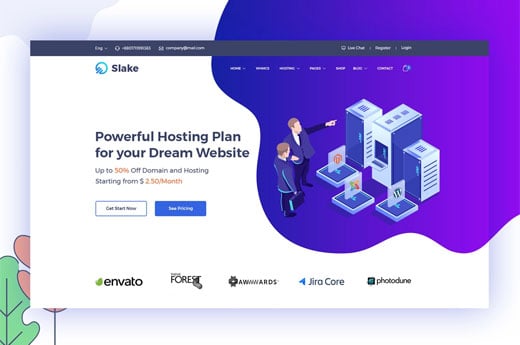 Eng
+880171918283
company@mail.com
Live Chat
Register
Login
Slake
HOME
WHMCS
HOSTING
PAGES
SHOP
BLOG
CONTACT
Powerful Hosting Plan
for your Dream Website
Up to 50% Off Domain and Hosting
Starting from $ 2.50/Month
Get Start Now
See Pricing
envato
FOREST
AWWWARDS
Jira Core
photodune